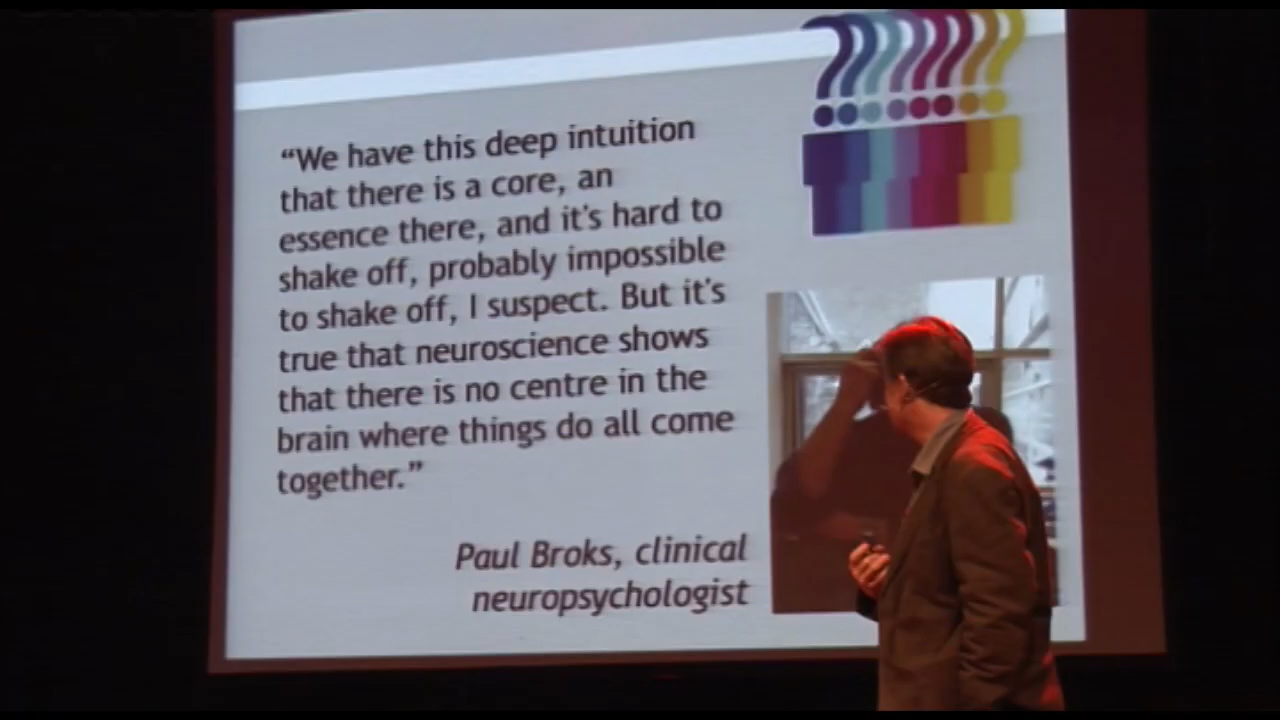 “We have this deep intuition
that there is a core, an
essence there, and it's hard to
shake off, probably impossible
to shake off, I suspect. But it's
true that neuroscience shows
that there is no centre in the
brain where things do all come
together.”
Paul Broks, clinical
neuropsychologist